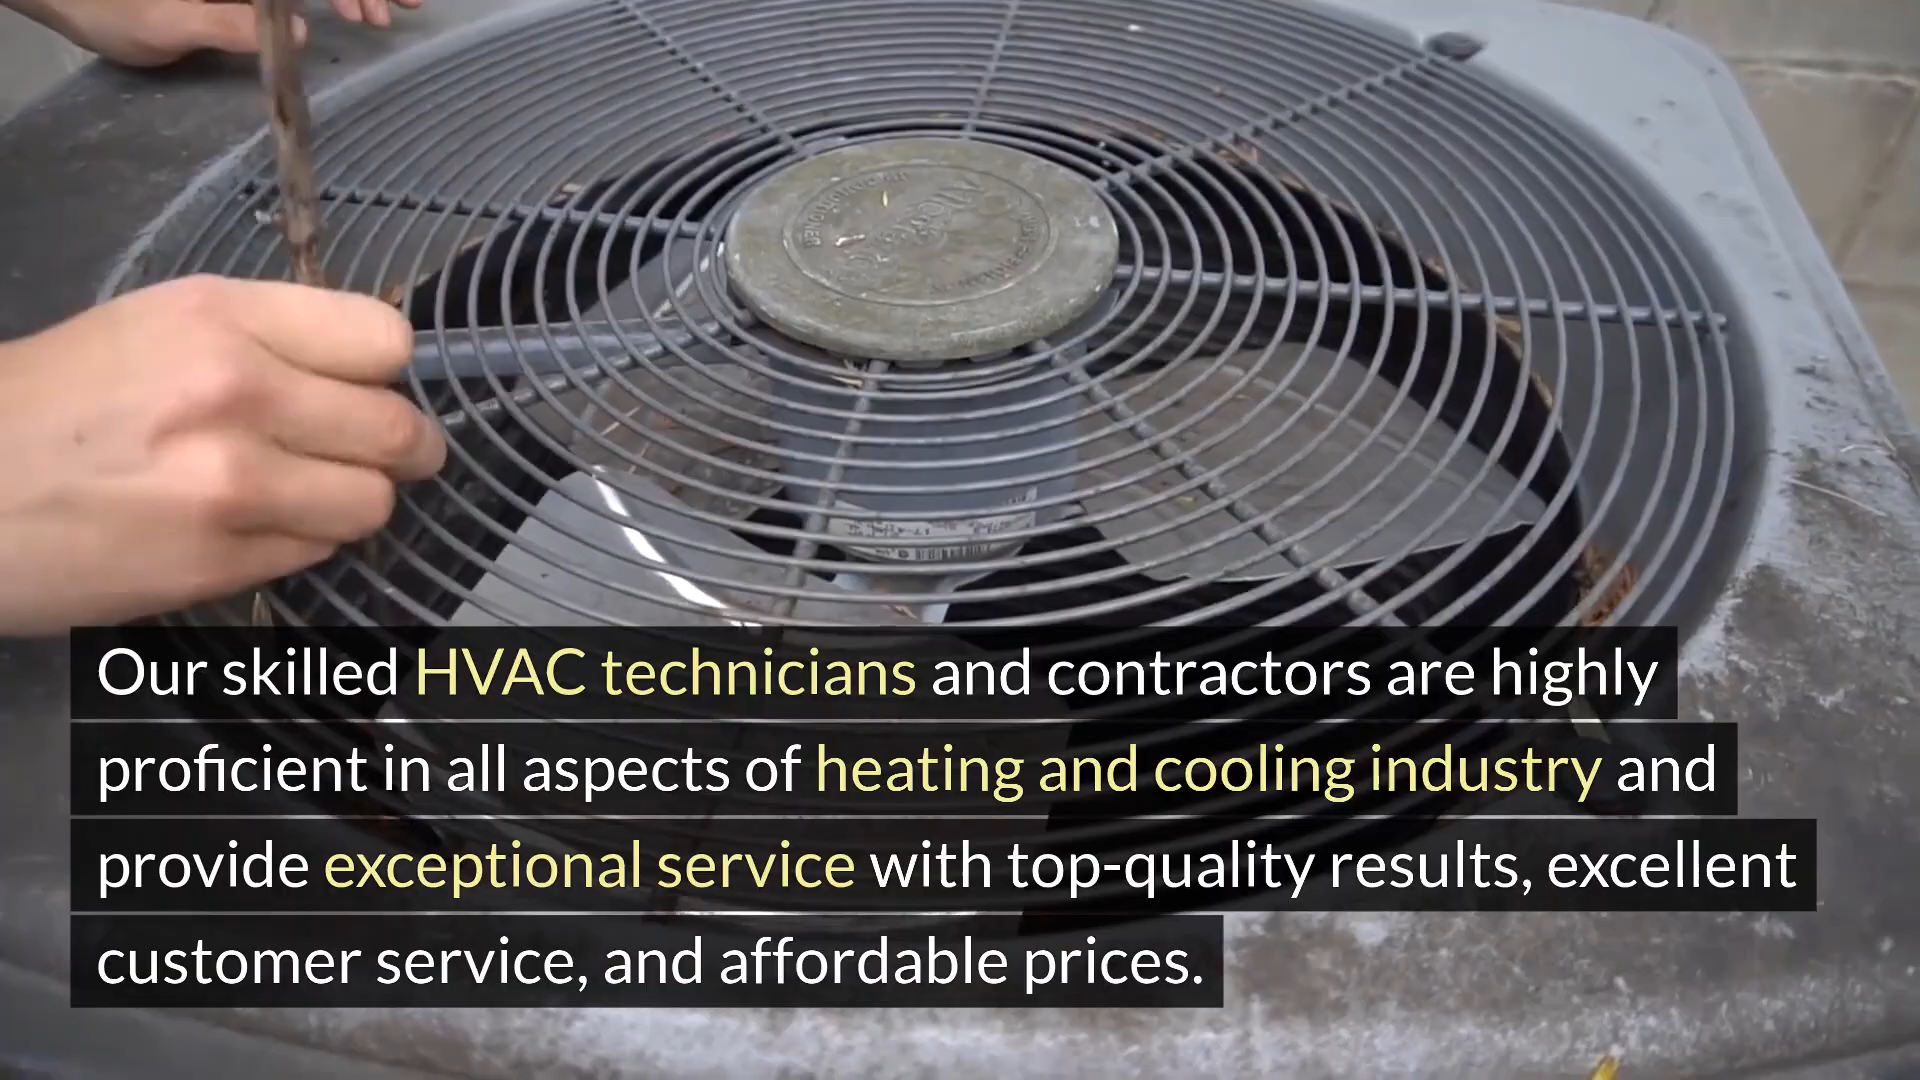 Our skilled HVAC technicians and contractors are highly
proficient in all aspects of heating and cooling industry and
provide exceptional service with top-quality results, excellent
customer service, and affordable prices.